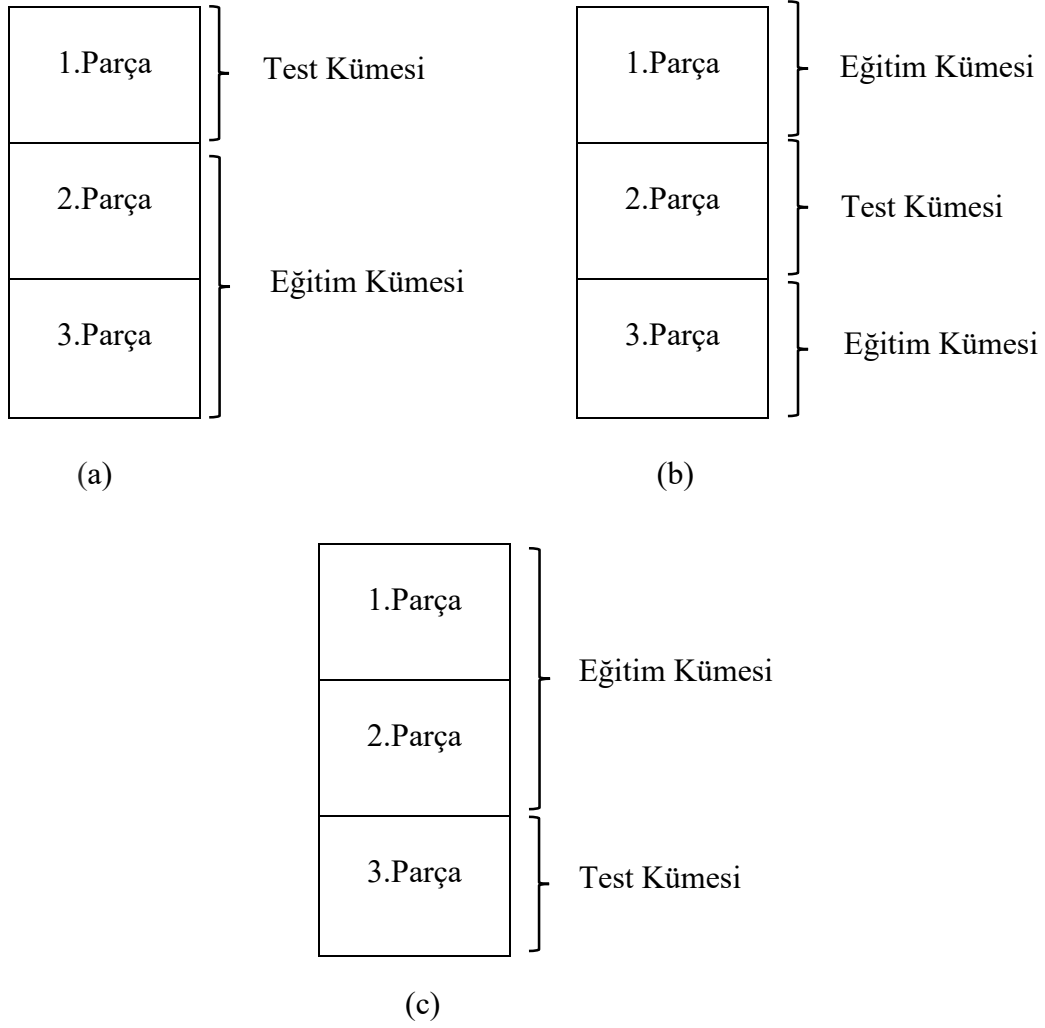 1.Parça
Test Kümesi
2.Parça
Eğitim Kümesi
3.Parça
(a)
1.Parça
Eğitim Kümesi
2.Parça
Test Kümesi
3.Parça
Eğitim Kümesi
(b)
1.Parça
Eğitim Kümesi
2.Parça
3.Parça
Test Kümesi
(c)